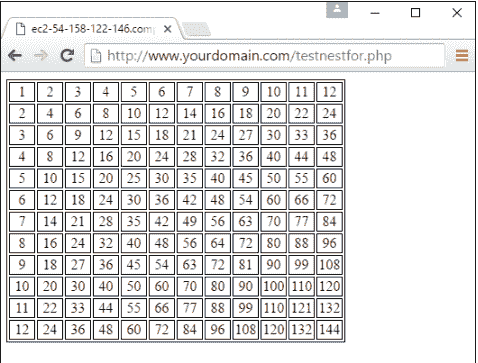 ec2-54-158-122-146.com
http://www.yourdomain.com/testnestfor.php
1 2 3 4 5 6 7 8 9 10 11 12
2 4 6 8 10 12 14 16 18 20 22 24
3 6 9 12 15 18 21 24 27 30 33 36
4 8 12 16 20 24 28 32 36 40 44 48
5 10 15 20 25 30 35 40 45 50 55 60
6 12 18 24 30 36 42 48 54 60 66 72
7 14 21 28 35 42 49 56 63 70 77 84
8 16 24 32 40 48 56 64 72 80 88 96
9 18 27 36 45 54 63 72 81 90 99 108
10 20 30 40 50 60 70 80 90 100 110 120
11 22 33 44 55 66 77 88 99 110 121 132
12 24 36 48 60 72 84 96 108 120 132 144